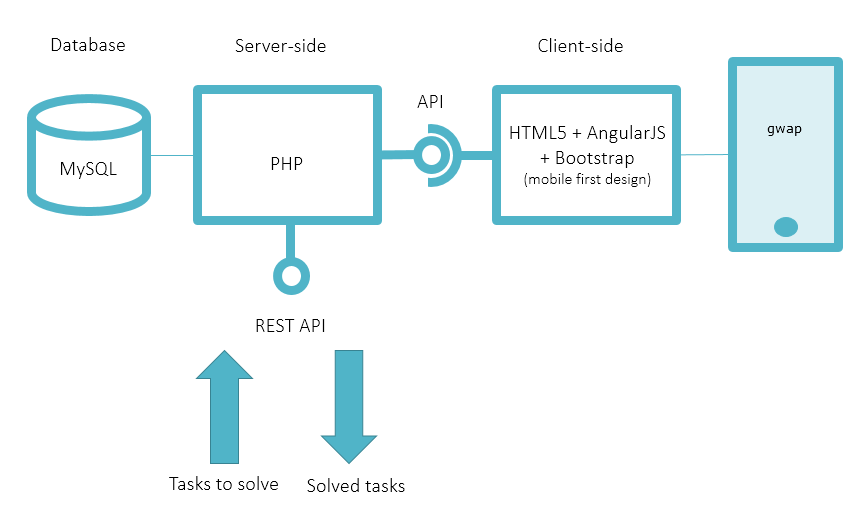 Database
Server-side
Client-side
MySQL
PHP
API
HTML5 + AngularJS
+ Bootstrap
(mobile first design)
gwap
REST API
Tasks to solve
Solved tasks